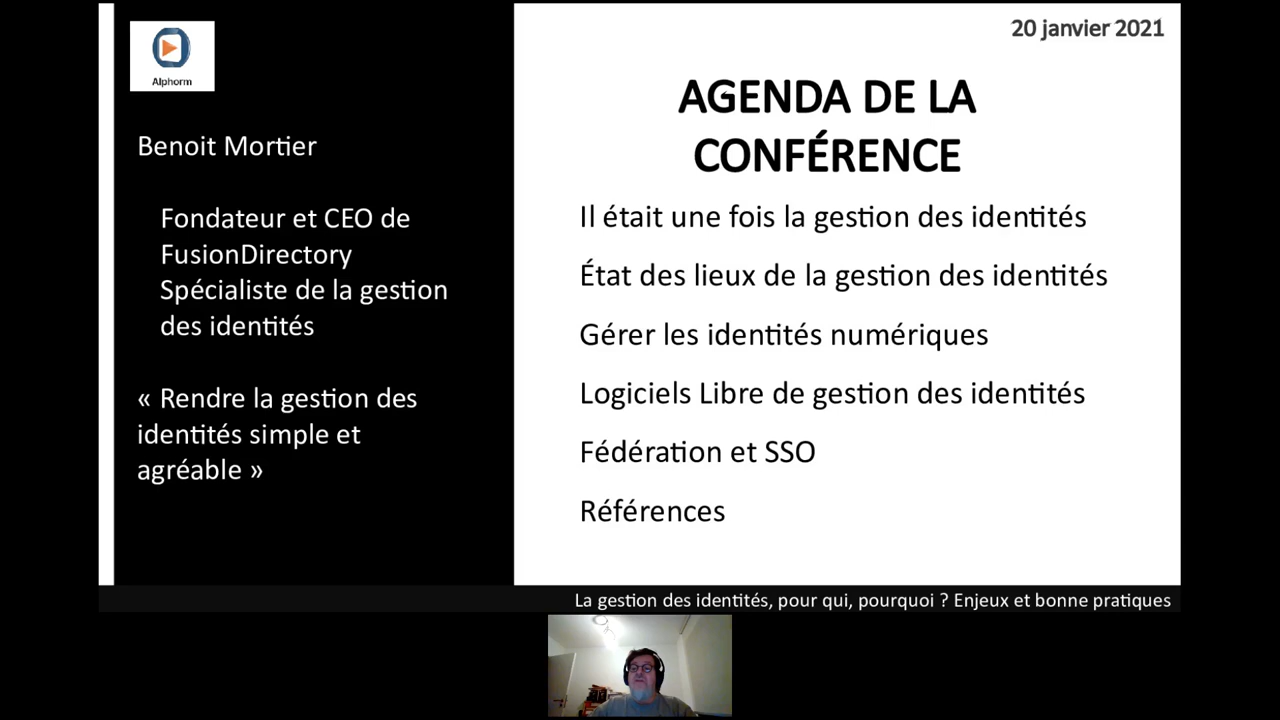 Alphorm
Benoit Mortier
Fondateur et CEO de
FusionDirectory
Spécialiste de la gestion
des identités
« Rendre la gestion des
identités simple et
agréable »
20 janvier 2021
AGENDA DE LA
CONFÉRENCE
Il était une fois la gestion des identités
État des lieux de la gestion des identités
Gérer les identités numériques
Logiciels Libre de gestion des identités
Fédération et SSO
Références
La gestion des identités, pour qui, pourquoi ? Enjeux et bonne pratiques